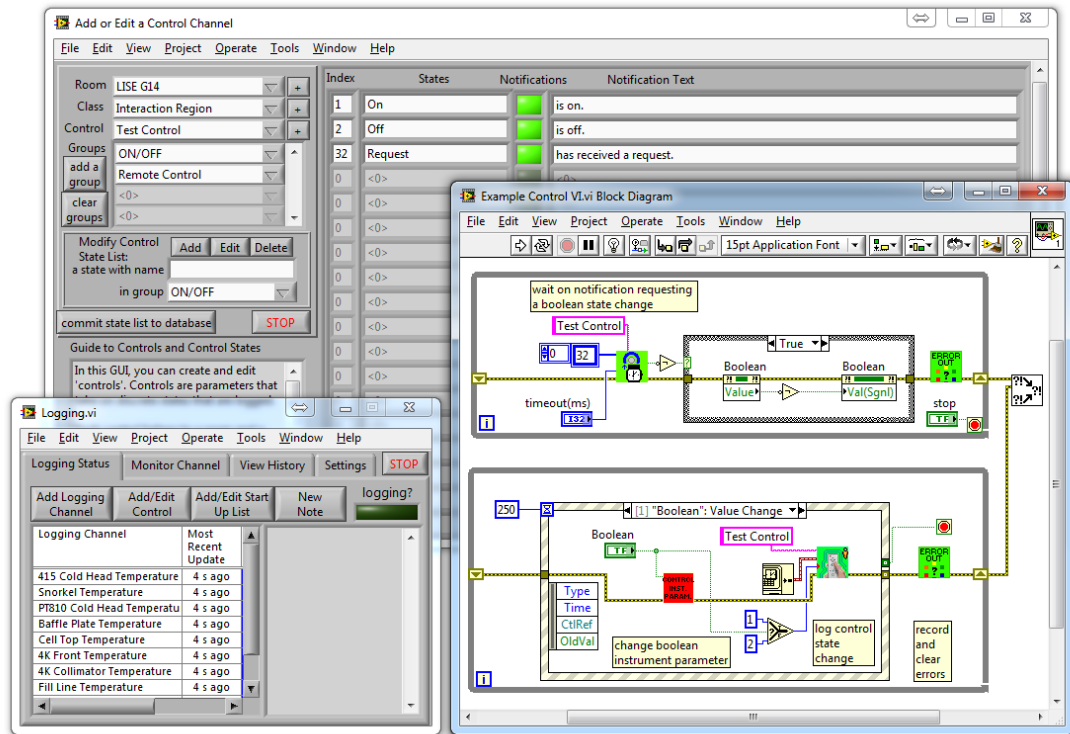 Add or Edit a Control Channel
File Edit View Project Operate Tools Window Help
Room LISE G14 +
Class Interaction Region +
Control Test Control +
Groups ON/OFF
add a group Remote Control
<0>
clear groups <0>
Modify Control State List: Add Edit Delete
a state with name
in group ON/OFF
commit state list to database STOP
Guide to Controls and Control States
In this GUI, you can create and edit
'controls'. Controls are parameters that
Index States Notifications Notification Text
1 On is on.
2 Off is off.
32 Request has received a request.
0 <0> <0>
0 <0>
0 <0>
0 <0>
0 <0>
0 <0>
0 <0>
0 <0>
0 <0>
Example Control VI.vi Block Diagram
File Edit View Project Operate Tools Window Help
15pt Application Font
1
wait on notification requesting
a boolean state change
Test Control
0 32
timeout(ms)
I32
True
Boolean Boolean
Value Val(Sgnl)
ERROR
OUT
?
stop
TF
i
?! ?!
?!
250
[1] "Boolean": Value Change
Boolean
TF
Test Control
CONTROL
INST.
PARAM.
Type
Time
CtlRef
OldVal
1
2
?
change boolean
instrument parameter
log control
state
change
ERROR
OUT
?
record
and
clear
errors
i
Logging.vi
File Edit View Project Operate Tools Window Help
Logging Status Monitor Channel View History Settings STOP
Add Logging Channel Add/Edit Control Add/Edit Start Up List New Note logging?
Logging Channel Most Recent Update
415 Cold Head Temperature 4 s ago
Snorkel Temperature 4 s ago
PT810 Cold Head Temperatu 4 s ago
Baffle Plate Temperature 4 s ago
Cell Top Temperature 4 s ago
4K Front Temperature 4 s ago
4K Collimator Temperature 4 s ago
Fill Line Temperature 4 s ago